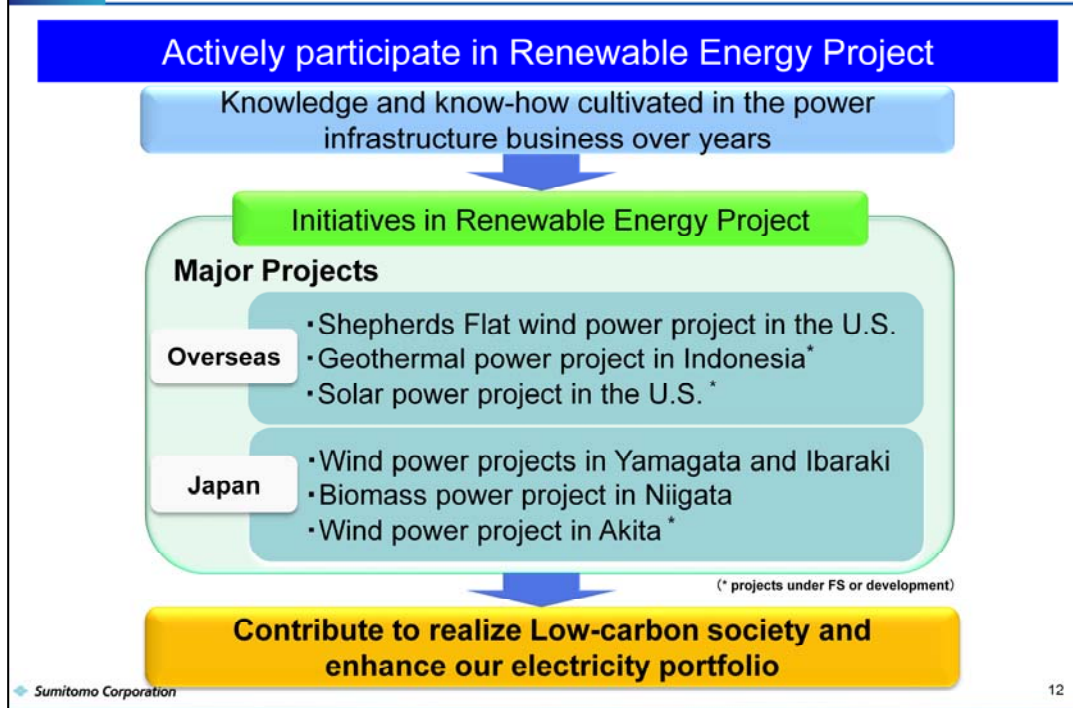 Actively participate in Renewable Energy Project
Knowledge and know-how cultivated in the power
infrastructure business over years
Initiatives in Renewable Energy Project
Major Projects
Overseas
・Shepherds Flat wind power project in the U.S.
・Geothermal power project in Indonesia*
・Solar power project in the U.S. *
Japan
・Wind power projects in Yamagata and Ibaraki
・Biomass power project in Niigata
・Wind power project in Akita *
(* projects under FS or development)
Contribute to realize Low-carbon society and
enhance our electricity portfolio
Sumitomo Corporation
12